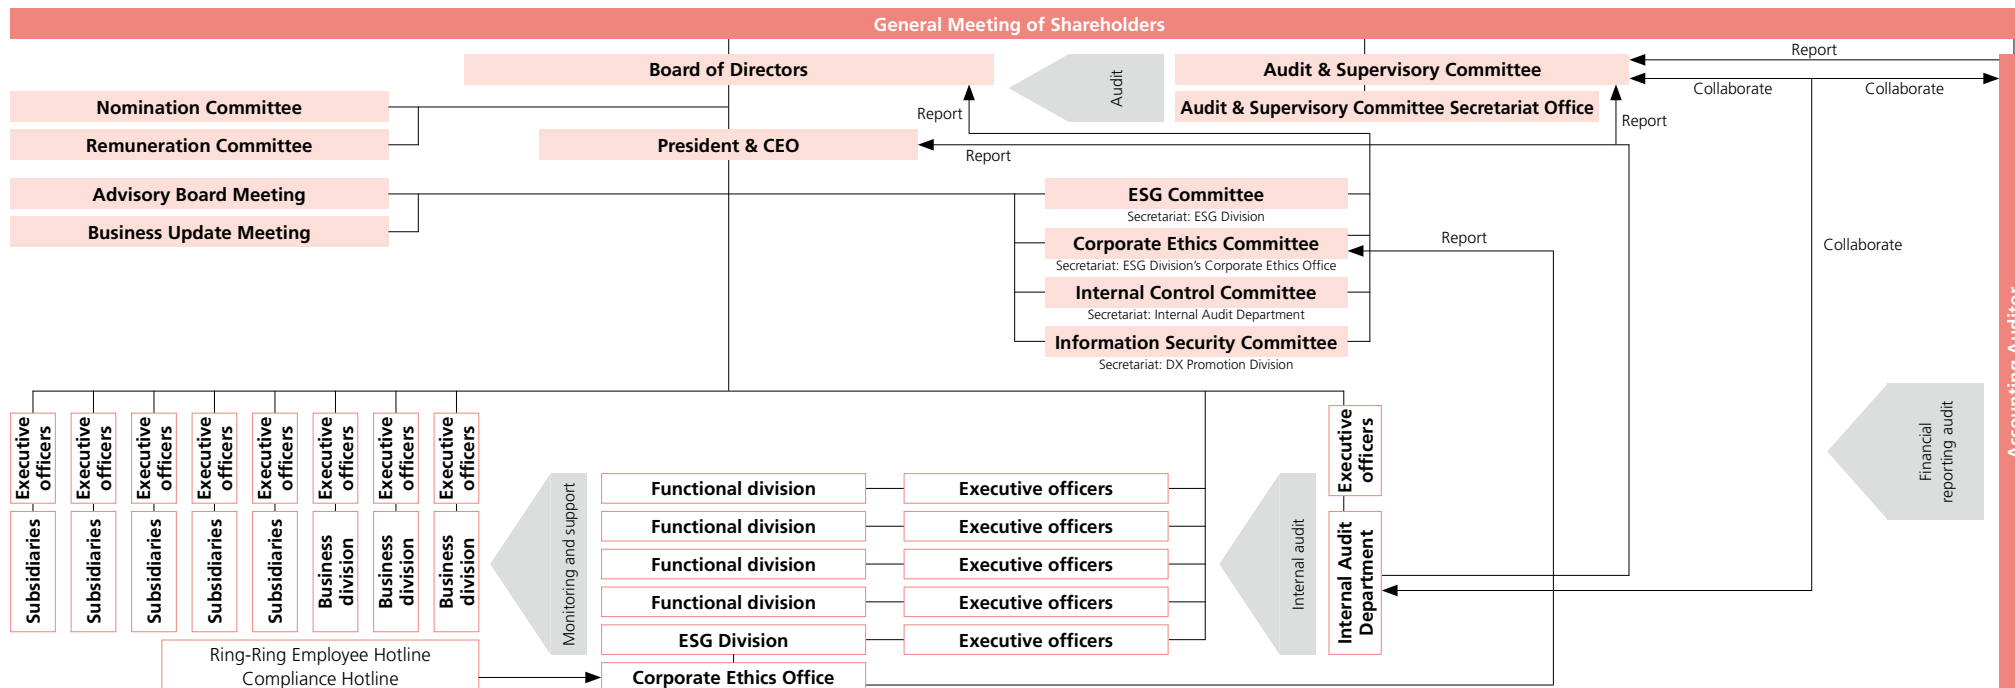 General Meeting of Shareholders
Board of Directors
Audit
Audit & Supervisory Committee
Audit & Supervisory Committee Secretariat Office
Report
Collaborate
Collaborate
Report
Nomination Committee
Remuneration Committee
Report
President & CEO
Report
Advisory Board Meeting
Business Update Meeting
ESG Committee
Secretariat: ESG Division
Corporate Ethics Committee
Secretariat: ESG Division's Corporate Ethics Office
Internal Control Committee
Secretariat: Internal Audit Department
Information Security Committee
Secretariat: DX Promotion Division
Report
Collaborate
Accounting Auditor
Financial
reporting audit
Executive
officers
Executive
officers
Executive
officers
Executive
officers
Executive
officers
Executive
officers
Executive
officers
Executive
officers
Subsidiaries
Subsidiaries
Subsidiaries
Subsidiaries
Subsidiaries
Business
division
Business
division
Business
division
Monitoring and support
Functional division
Executive officers
Functional division
Executive officers
Functional division
Executive officers
Functional division
Executive officers
ESG Division
Executive officers
Internal audit
Executive
officers
Internal Audit
Department
Ring-Ring Employee Hotline
Compliance Hotline
Corporate Ethics Office